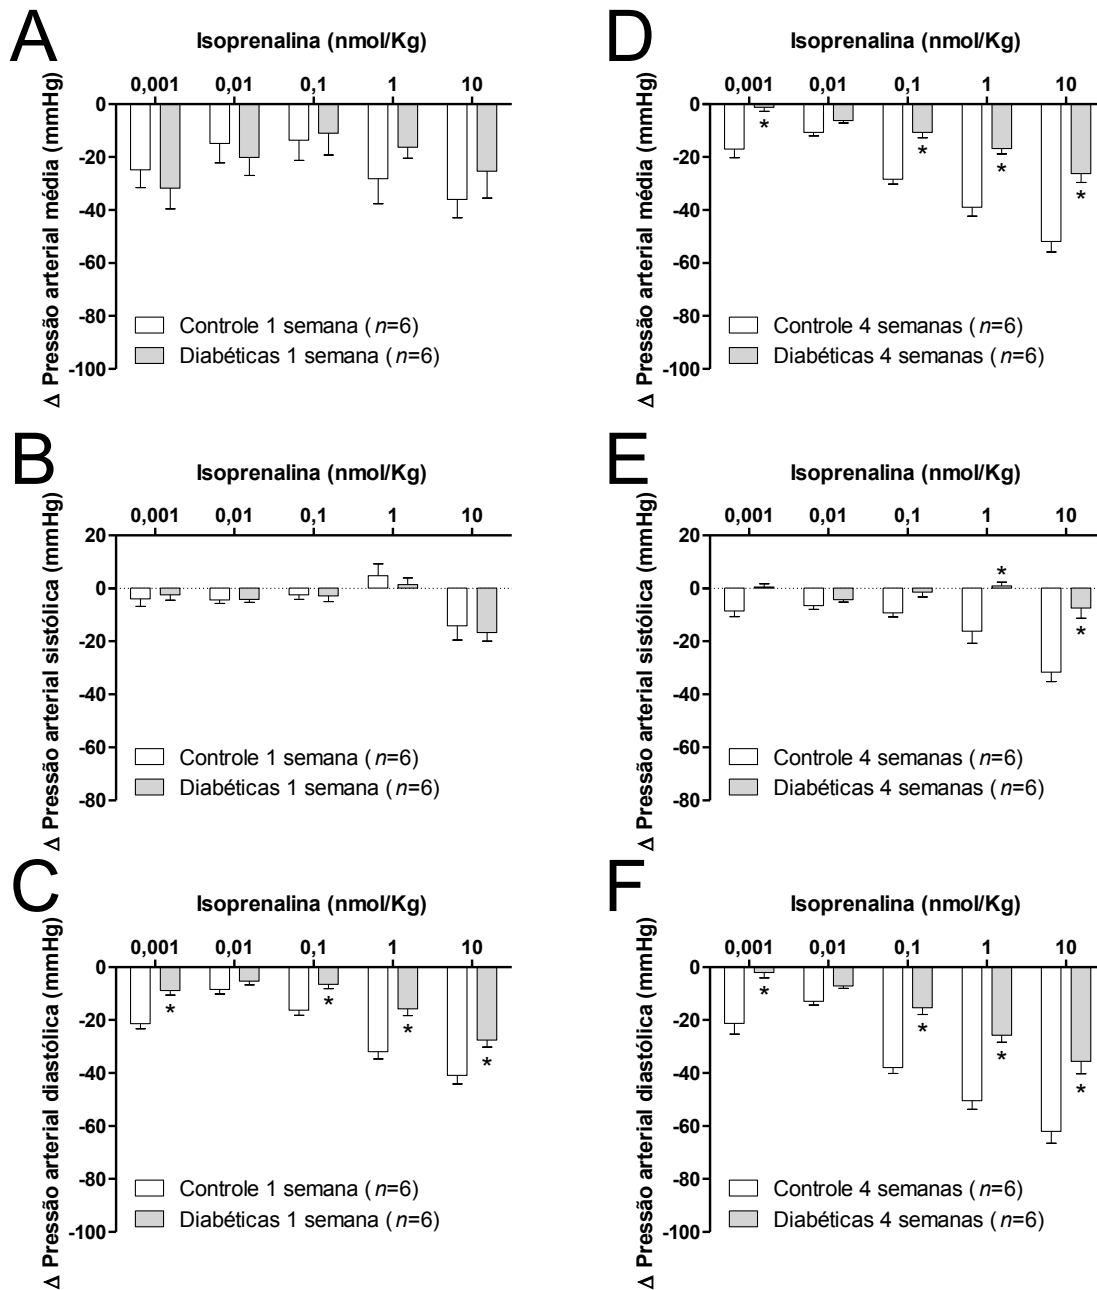 A
Isoprenalina (nmol/Kg)
0,001 0,01 0,1 1 10
Δ Pressão arterial média (mmHg)
0
-20
-40
-60
-80
-100
Controle 1 semana (n=6)
Diabéticas 1 semana (n=6)
D
Isoprenalina (nmol/Kg)
0,001 0,01 0,1 1 10
Δ Pressão arterial média (mmHg)
0
-20
-40
-60
-80
-100
* * * *
Controle 4 semanas (n=6)
Diabéticas 4 semanas (n=6)
B
Isoprenalina (nmol/Kg)
0,001 0,01 0,1 1 10
Δ Pressão arterial sistólica (mmHg)
20
0
-20
-40
-60
-80
Controle 1 semana (n=6)
Diabéticas 1 semana (n=6)
E
Isoprenalina (nmol/Kg)
0,001 0,01 0,1 1 10
Δ Pressão arterial sistólica (mmHg)
20
0
-20
-40
-60
-80
* *
Controle 4 semanas (n=6)
Diabéticas 4 semanas (n=6)
C
Isoprenalina (nmol/Kg)
0,001 0,01 0,1 1 10
Δ Pressão arterial diastólica (mmHg)
0
-20
-40
-60
-80
-100
* * * *
Controle 1 semana (n=6)
Diabéticas 1 semana (n=6)
F
Isoprenalina (nmol/Kg)
0,001 0,01 0,1 1 10
Δ Pressão arterial diastólica (mmHg)
0
-20
-40
-60
-80
-100
* * * *
Controle 4 semanas (n=6)
Diabéticas 4 semanas (n=6)